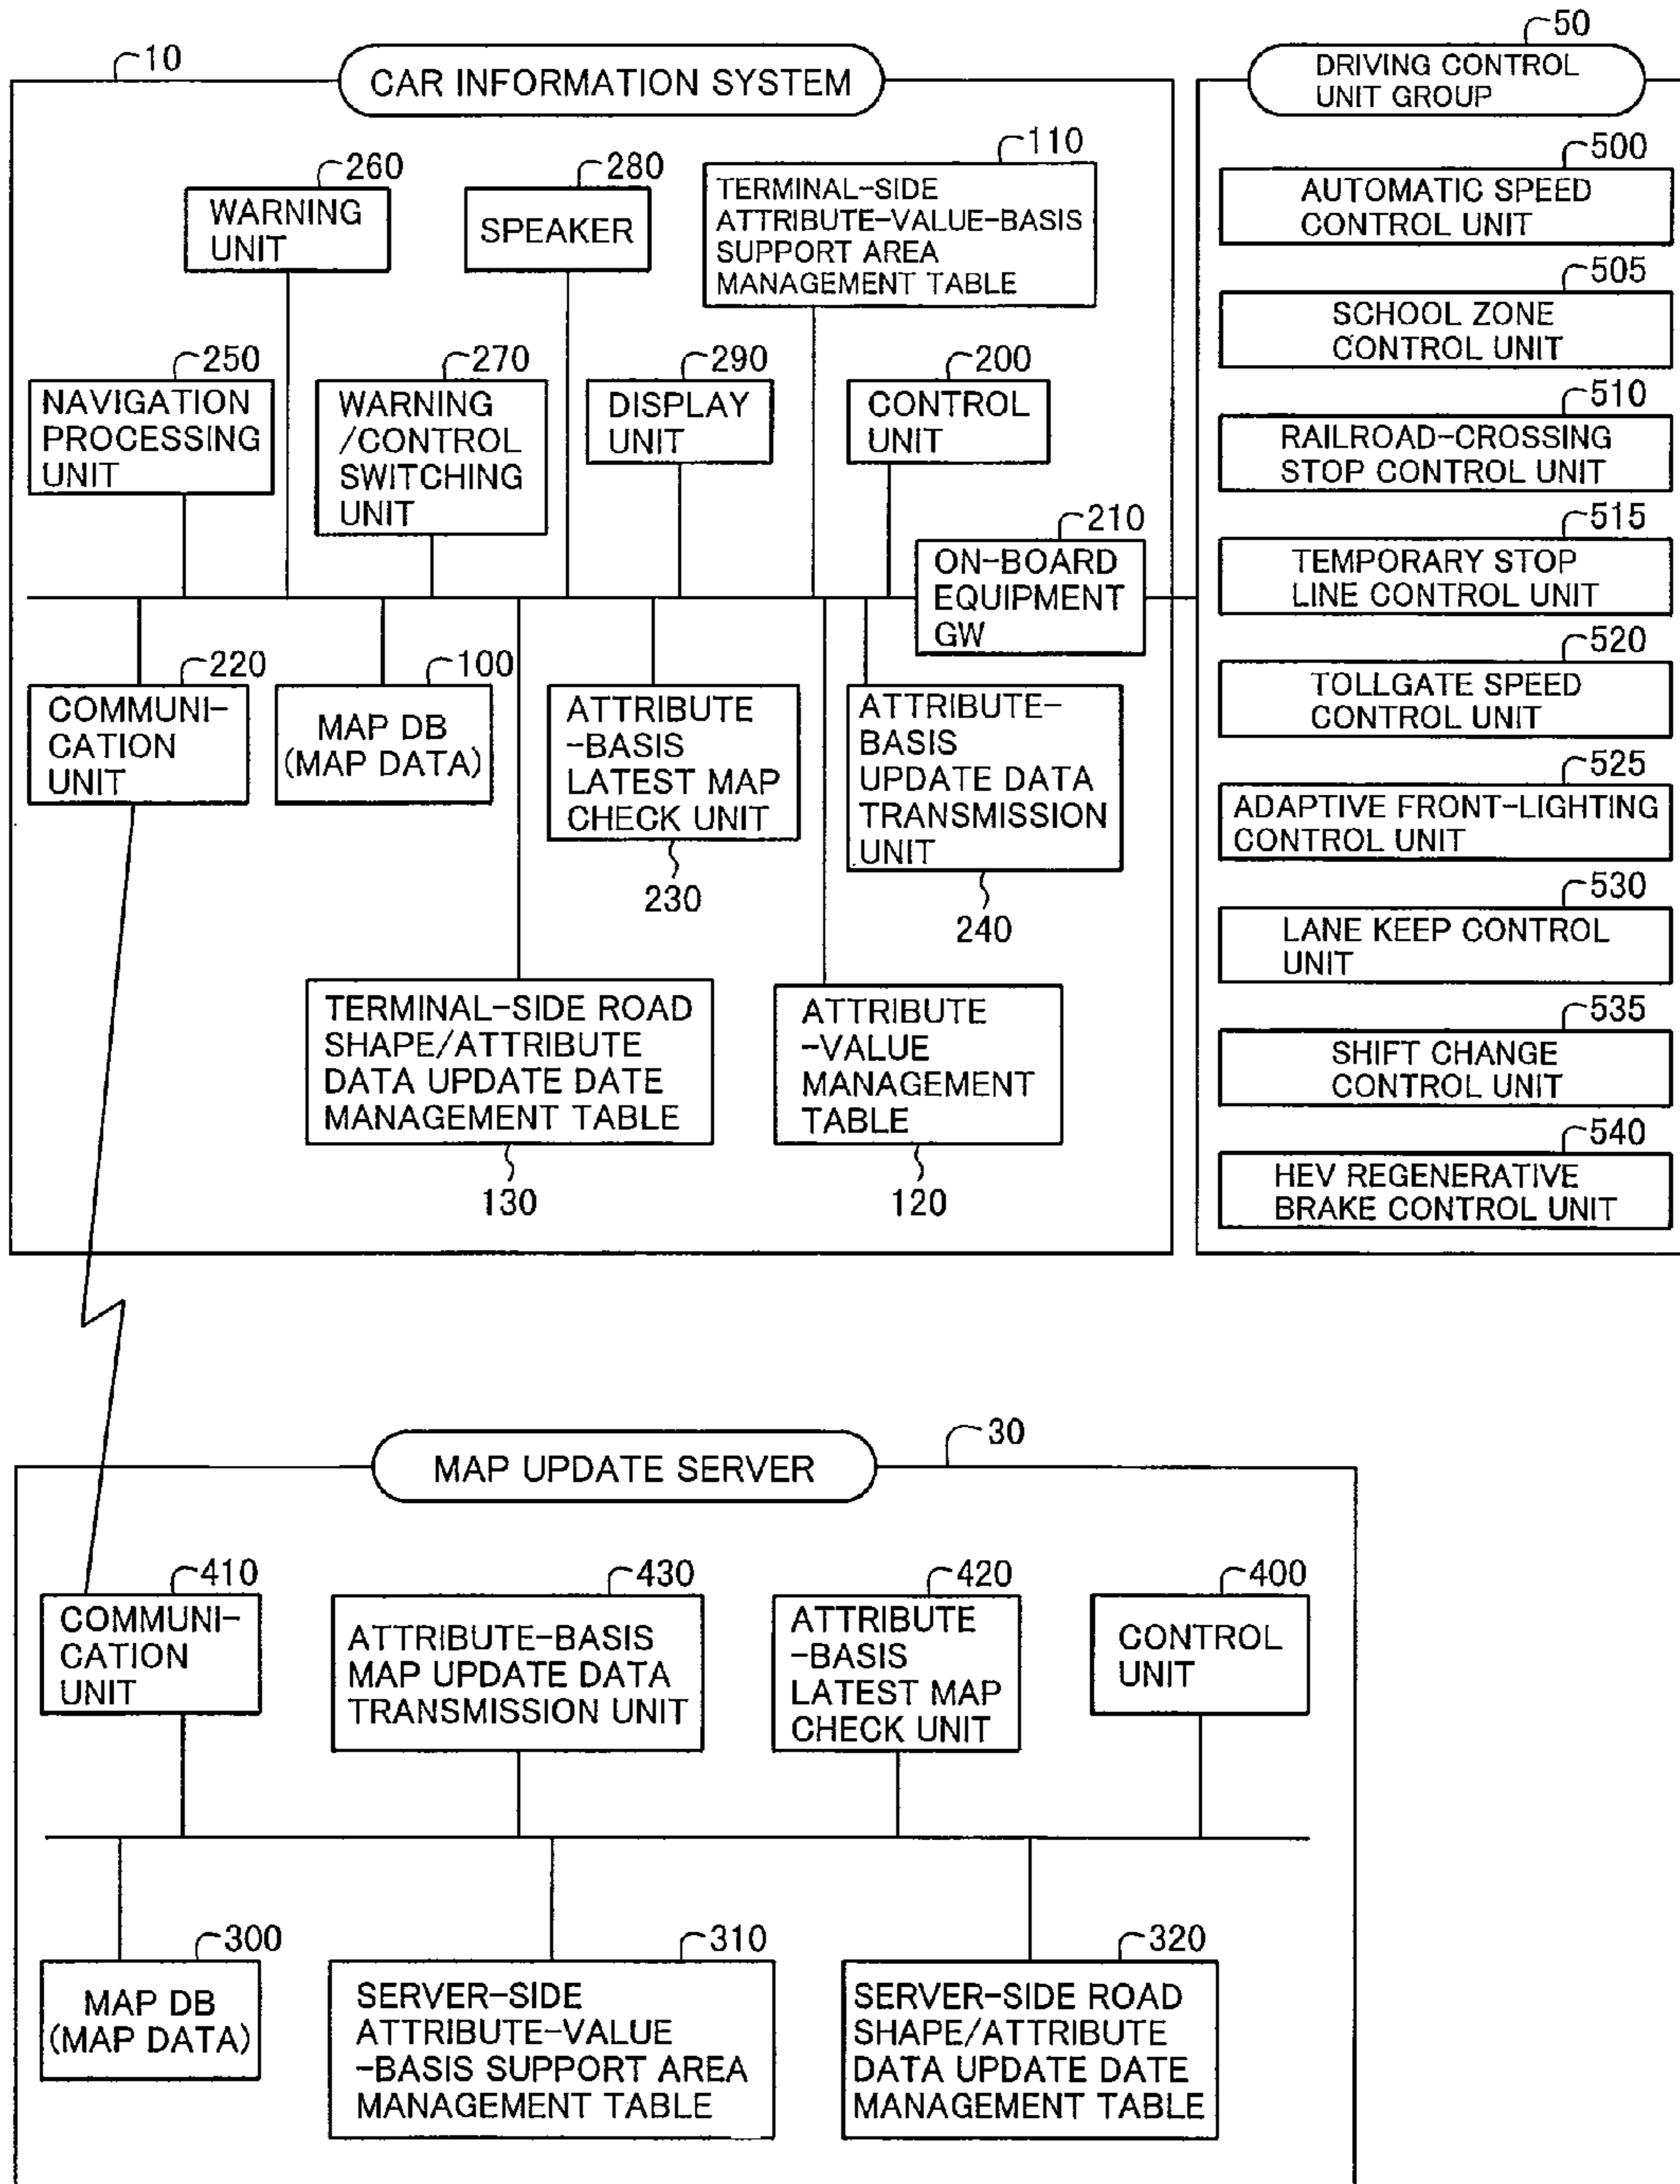 10
CAR INFORMATION SYSTEM
260
WARNING
UNIT
280
SPEAKER
110
TERMINAL-SIDE
ATTRIBUTE-VALUE-BASIS
SUPPORT AREA
MANAGEMENT TABLE
250
NAVIGATION
PROCESSING
UNIT
270
WARNING
/CONTROL
SWITCHING
UNIT
290
DISPLAY
UNIT
200
CONTROL
UNIT
210
ON-BOARD
EQUIPMENT
GW
220
COMMUNI-
CATION
UNIT
100
MAP DB
(MAP DATA)
ATTRIBUTE
-BASIS
LATEST MAP
CHECK UNIT
230
ATTRIBUTE-
BASIS
UPDATE DATA
TRANSMISSION
UNIT
240
TERMINAL-SIDE ROAD
SHAPE/ATTRIBUTE
DATA UPDATE DATE
MANAGEMENT TABLE
130
ATTRIBUTE
-VALUE
MANAGEMENT
TABLE
120
50
DRIVING CONTROL
UNIT GROUP
500
AUTOMATIC SPEED
CONTROL UNIT
505
SCHOOL ZONE
CONTROL UNIT
510
RAILROAD-CROSSING
STOP CONTROL UNIT
515
TEMPORARY STOP
LINE CONTROL UNIT
520
TOLLGATE SPEED
CONTROL UNIT
525
ADAPTIVE FRONT-LIGHTING
CONTROL UNIT
530
LANE KEEP CONTROL
UNIT
535
SHIFT CHANGE
CONTROL UNIT
540
HEV REGENERATIVE
BRAKE CONTROL UNIT
30
MAP UPDATE SERVER
410
COMMUNI-
CATION
UNIT
430
ATTRIBUTE-BASIS
MAP UPDATE DATA
TRANSMISSION UNIT
420
ATTRIBUTE
-BASIS
LATEST MAP
CHECK UNIT
400
CONTROL
UNIT
300
MAP DB
(MAP DATA)
310
SERVER-SIDE
ATTRIBUTE-VALUE
-BASIS SUPPORT AREA
MANAGEMENT TABLE
320
SERVER-SIDE ROAD
SHAPE/ATTRIBUTE
DATA UPDATE DATE
MANAGEMENT TABLE